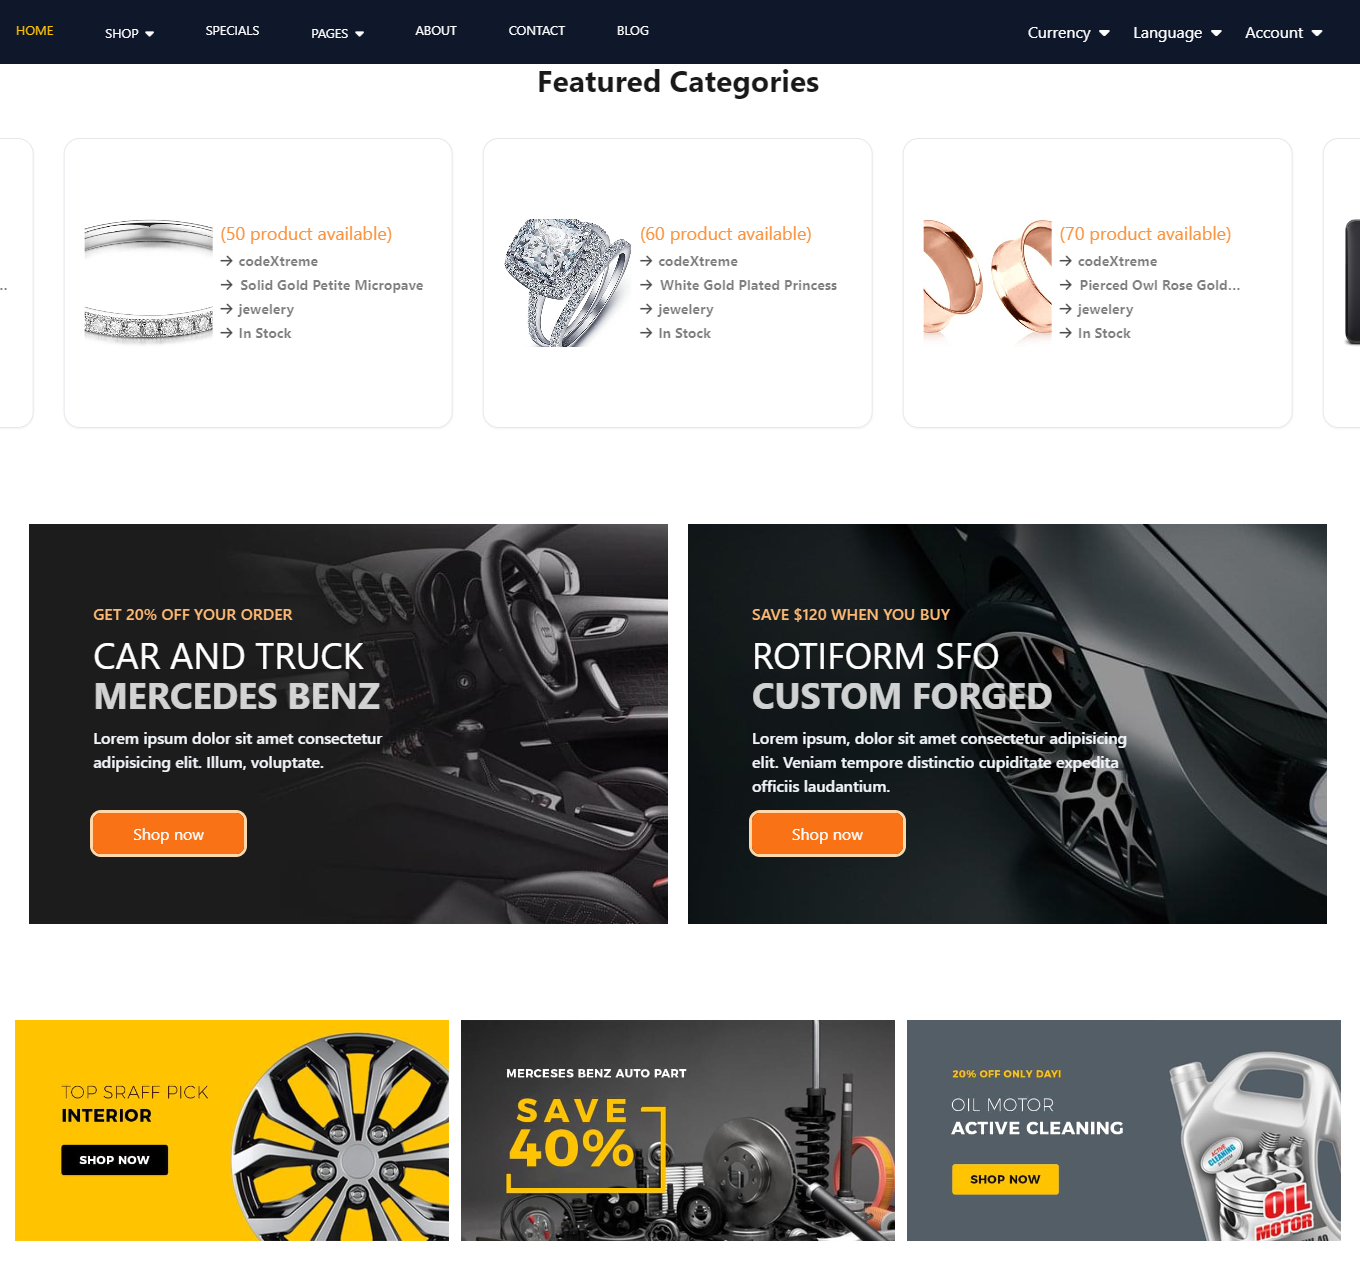 HOME
SHOP
SPECIALS
PAGES
ABOUT
CONTACT
BLOG
Currency
Language
Account
Featured Categories
..
(50 product available)
codeXtreme
Solid Gold Petite Micropave
jewelery
In Stock
(60 product available)
codeXtreme
White Gold Plated Princess
jewelery
In Stock
(70 product available)
codeXtreme
Pierced Owl Rose Gold...
jewelery
In Stock
GET 20% OFF YOUR ORDER
CAR AND TRUCK
MERCEDES BENZ
Lorem ipsum dolor sit amet consectetur
adipisicing elit. Illum, voluptate.
Shop now
SAVE $120 WHEN YOU BUY
ROTIFORM SFO
CUSTOM FORGED
Lorem ipsum, dolor sit amet consectetur adipisicing
elit. Veniam tempore distinctio cupiditate expedita
officiis laudantium.
Shop now
TOP SRAFF PICK
INTERIOR
SHOP NOW
MERCESES BENZ AUTO PART
SAVE
40%
20% OFF ONLY DAY!
OIL MOTOR
ACTIVE CLEANING
SHOP NOW
ACTIVE
CLEANING
OIL
MOTOR